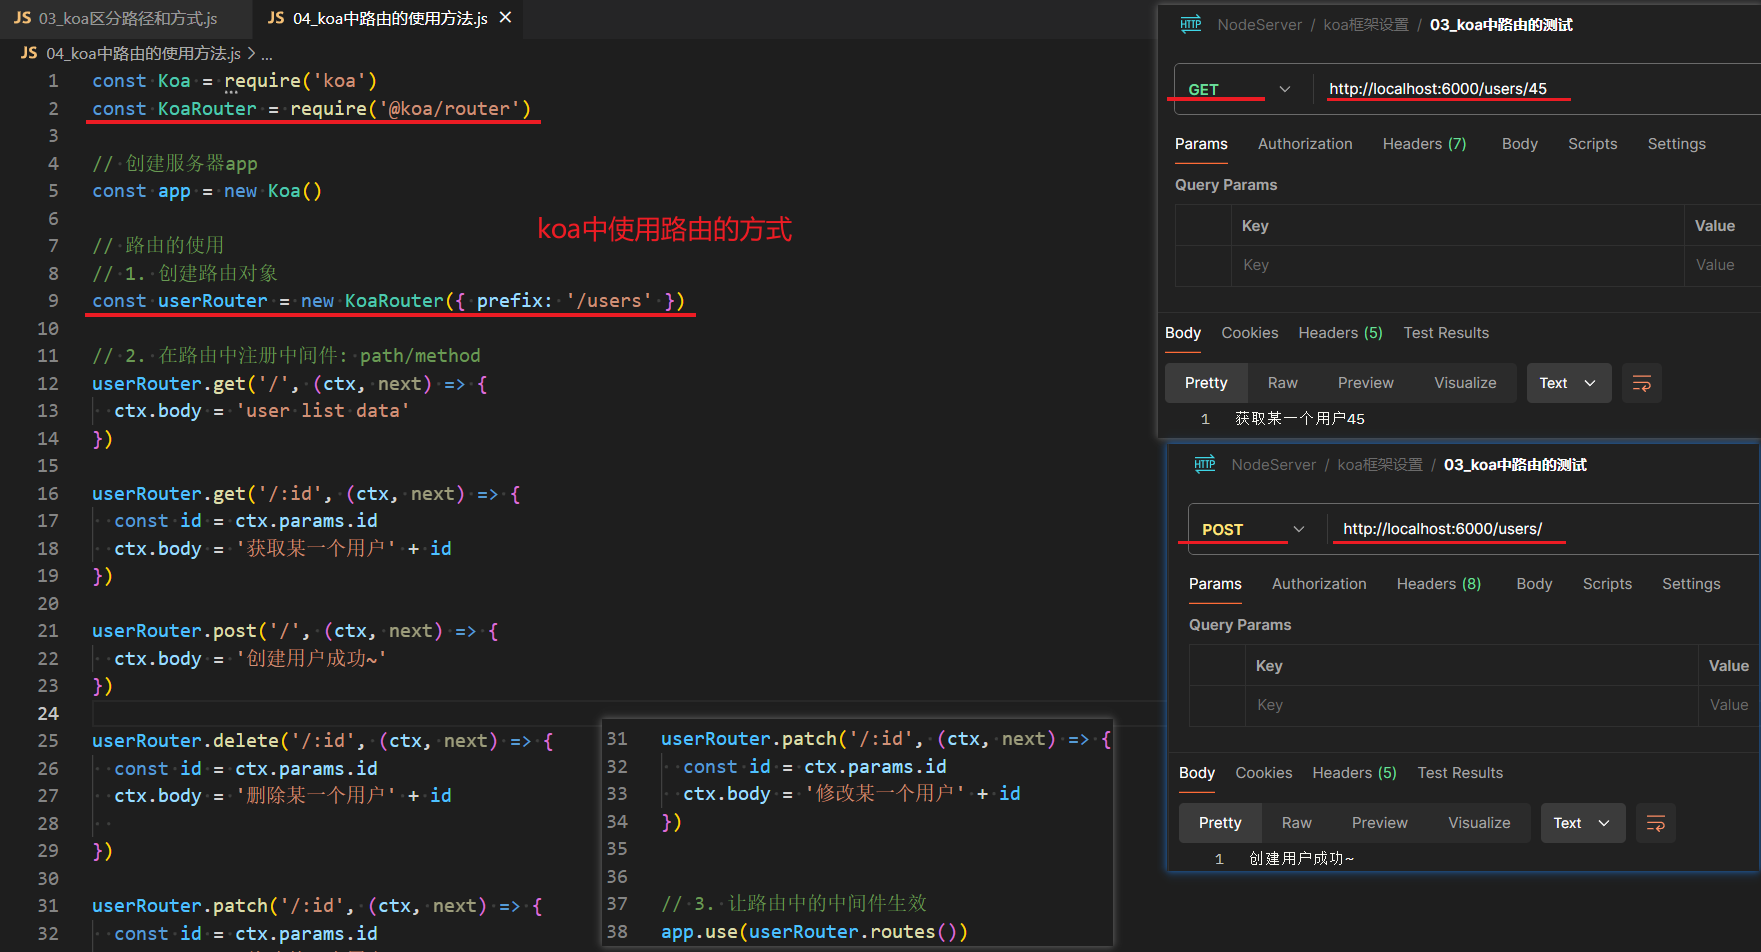 JS 03_koa区分路径和方式.js
JS 04_koa中路由的使用方法.js ×
JS 04_koa中路由的使用方法.js > ...
1 const Koa = require('koa')
2 const KoaRouter = require('@koa/router')
3
4 // 创建服务器app
5 const app = new Koa()
6
koa中使用路由的方式
7 // 路由的使用
8 // 1. 创建路由对象
9 const userRouter = new KoaRouter({ prefix: '/users' })
10
11 // 2. 在路由中注册中间件: path/method
12 userRouter.get('/', (ctx, next) => {
13 ctx.body = 'user list data'
14 })
15
16 userRouter.get('/:id', (ctx, next) => {
17 const id = ctx.params.id
18 ctx.body = '获取某一个用户' + id
19 })
20
21 userRouter.post('/', (ctx, next) => {
22 ctx.body = '创建用户成功~'
23 })
24
25 userRouter.delete('/:id', (ctx, next) => {
26 const id = ctx.params.id
27 ctx.body = '删除某一个用户' + id
28
29 })
30
31 userRouter.patch('/:id', (ctx, next) => {
32 const id = ctx.params.id
31 userRouter.patch('/:id', (ctx, next) => {
32 const id = ctx.params.id
33 ctx.body = '修改某一个用户' + id
34 })
35
36
37 // 3. 让路由中的中间件生效
38 app.use(userRouter.routes())
HTTP NodeServer / koa框架设置 / 03_koa中路由的测试
GET http://localhost:6000/users/45
Params Authorization Headers (7) Body Scripts Settings
Query Params
Key Value
Key Value
Body Cookies Headers (5) Test Results
Pretty Raw Preview Visualize Text
1 获取某一个用户45
HTTP NodeServer / koa框架设置 / 03_koa中路由的测试
POST http://localhost:6000/users/
Params Authorization Headers (8) Body Scripts Settings
Query Params
Key Value
Key Value
Body Cookies Headers (5) Test Results
Pretty Raw Preview Visualize Text
1 创建用户成功~